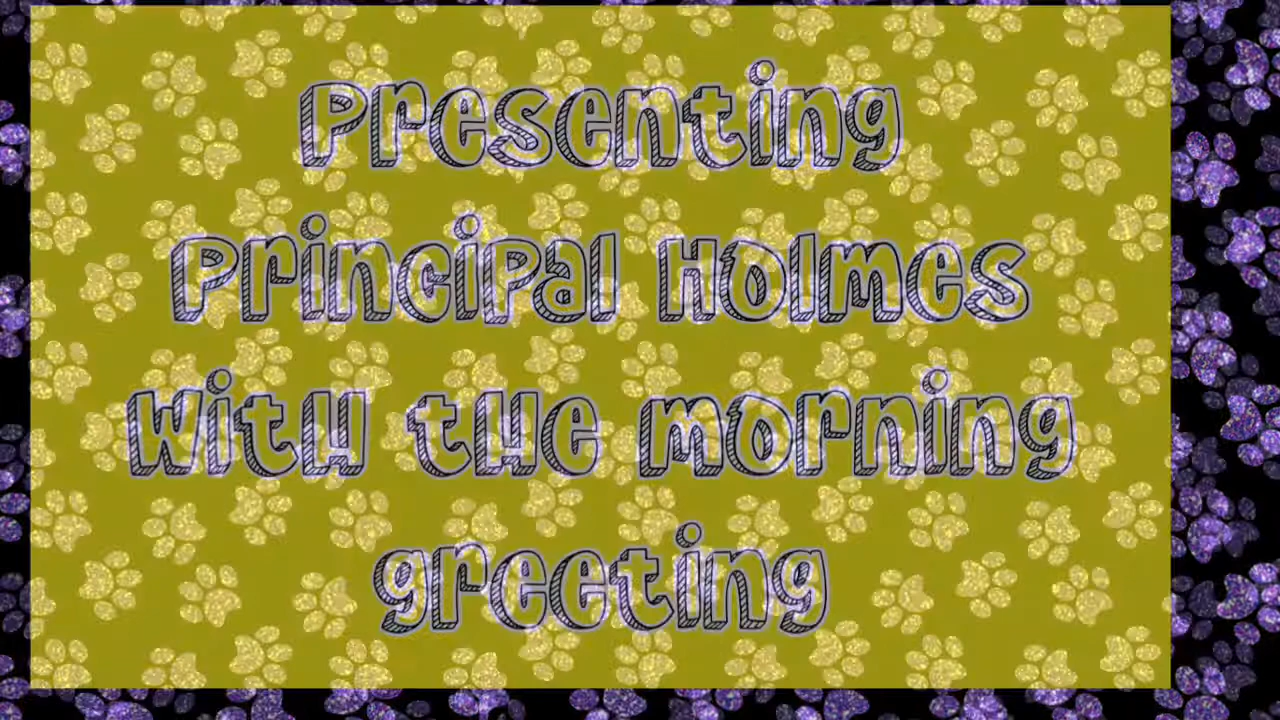 Presenting
Principal Holmes
With the morning
greeting